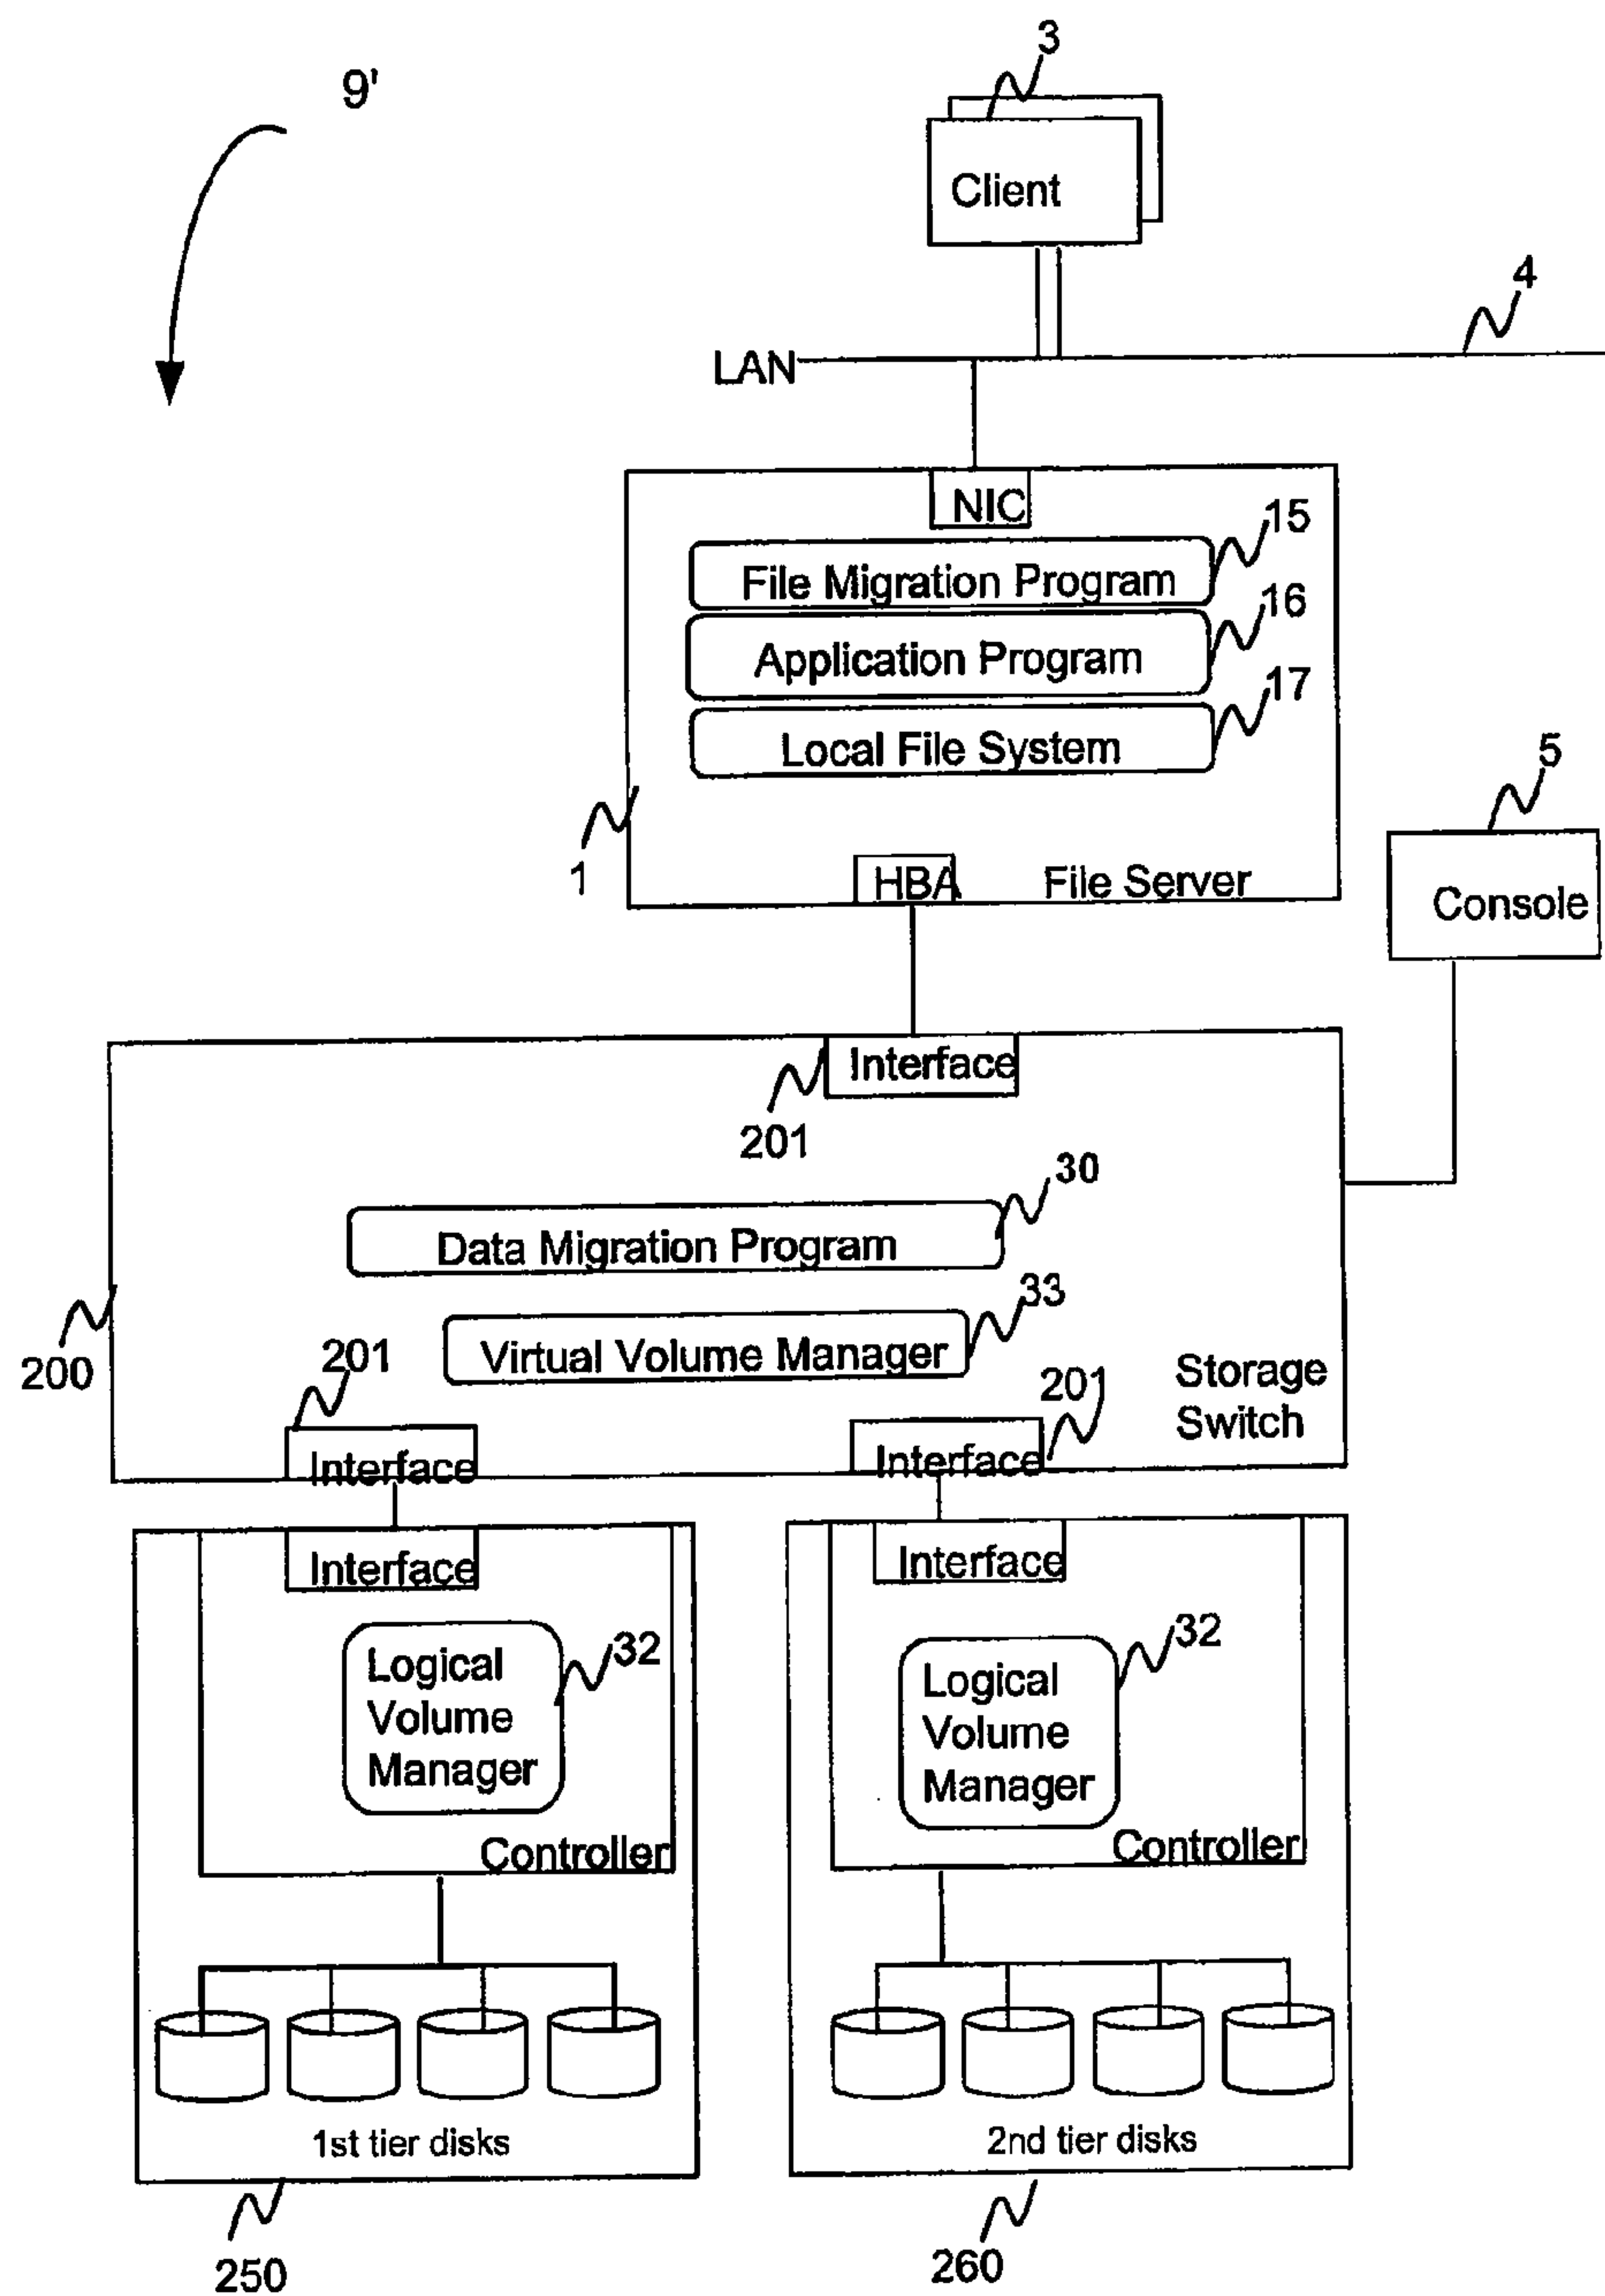 9'
3
Client
4
LAN
NIC
15
File Migration Program
16
Application Program
17
Local File System
5
1
HBA
File Server
Console
Interface
201
30
Data Migration Program
33
200
201
Virtual Volume Manager
201
Storage
Switch
Interface
Interface
Interface
Interface
32
32
Logical
Volume
Manager
Logical
Volume
Manager
Controller
Controller
1st tier disks
2nd tier disks
250
260